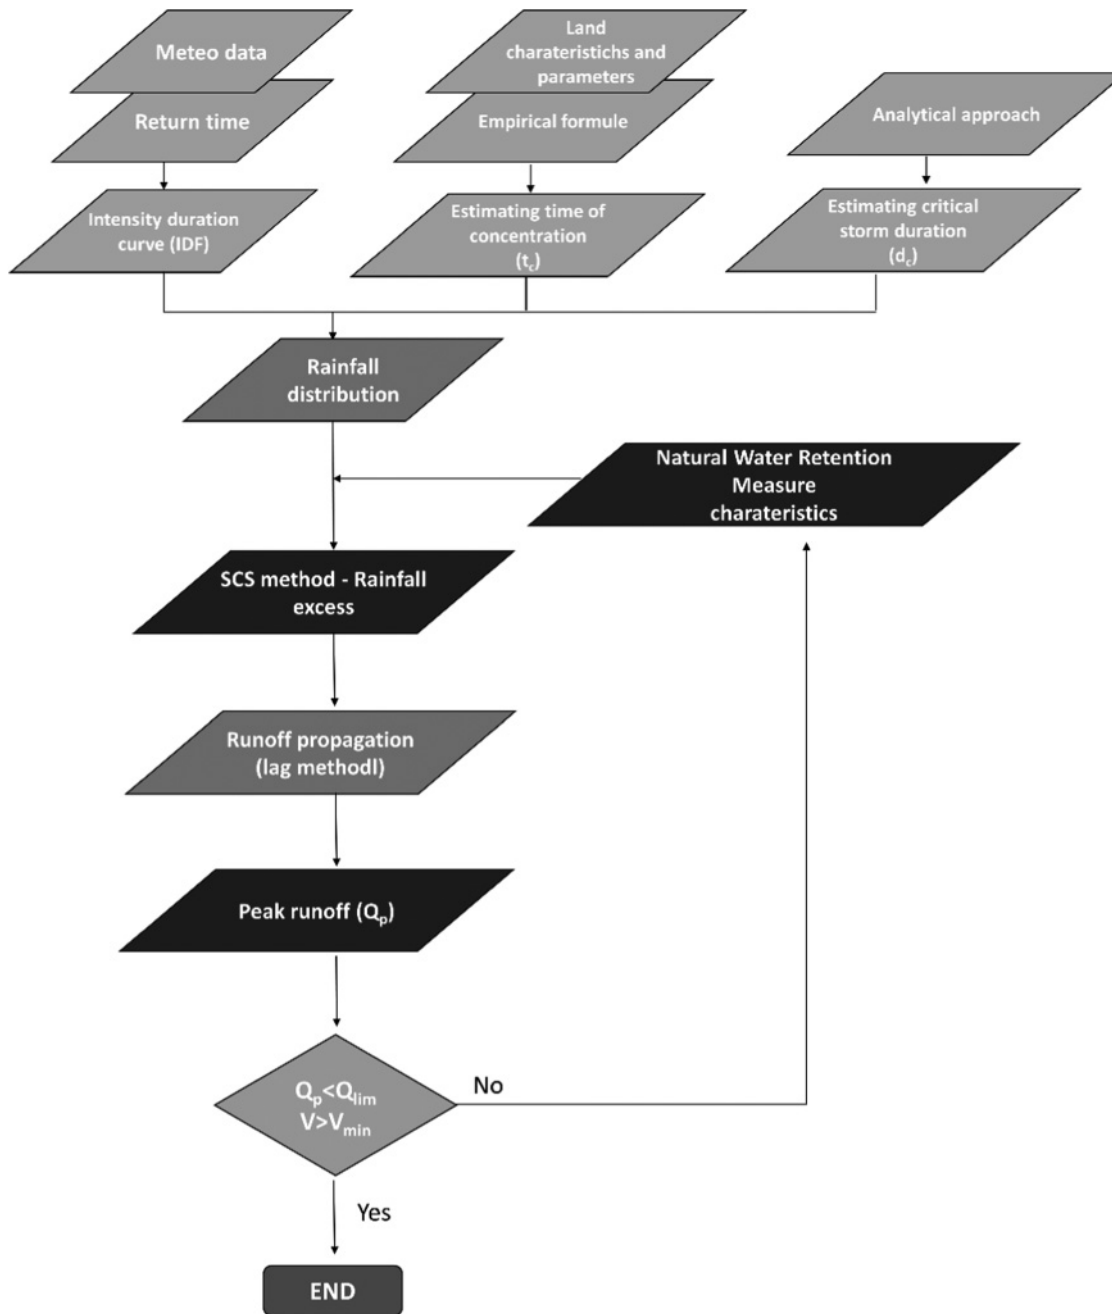 Meteo data
Return time
Intensity duration
curve (IDF)
Land
charateristichs and
parameters
Empirical formule
Estimating time of
concentration
(tc)
Analytical approach
Estimating critical
storm duration
(dc)
Rainfall
distribution
Natural Water Retention
Measure
charateristics
SCS method - Rainfall
excess
Runoff propagation
(lag methodl)
Peak runoff (Qp)
Qp<Qlim
V>Vmin
No
Yes
END